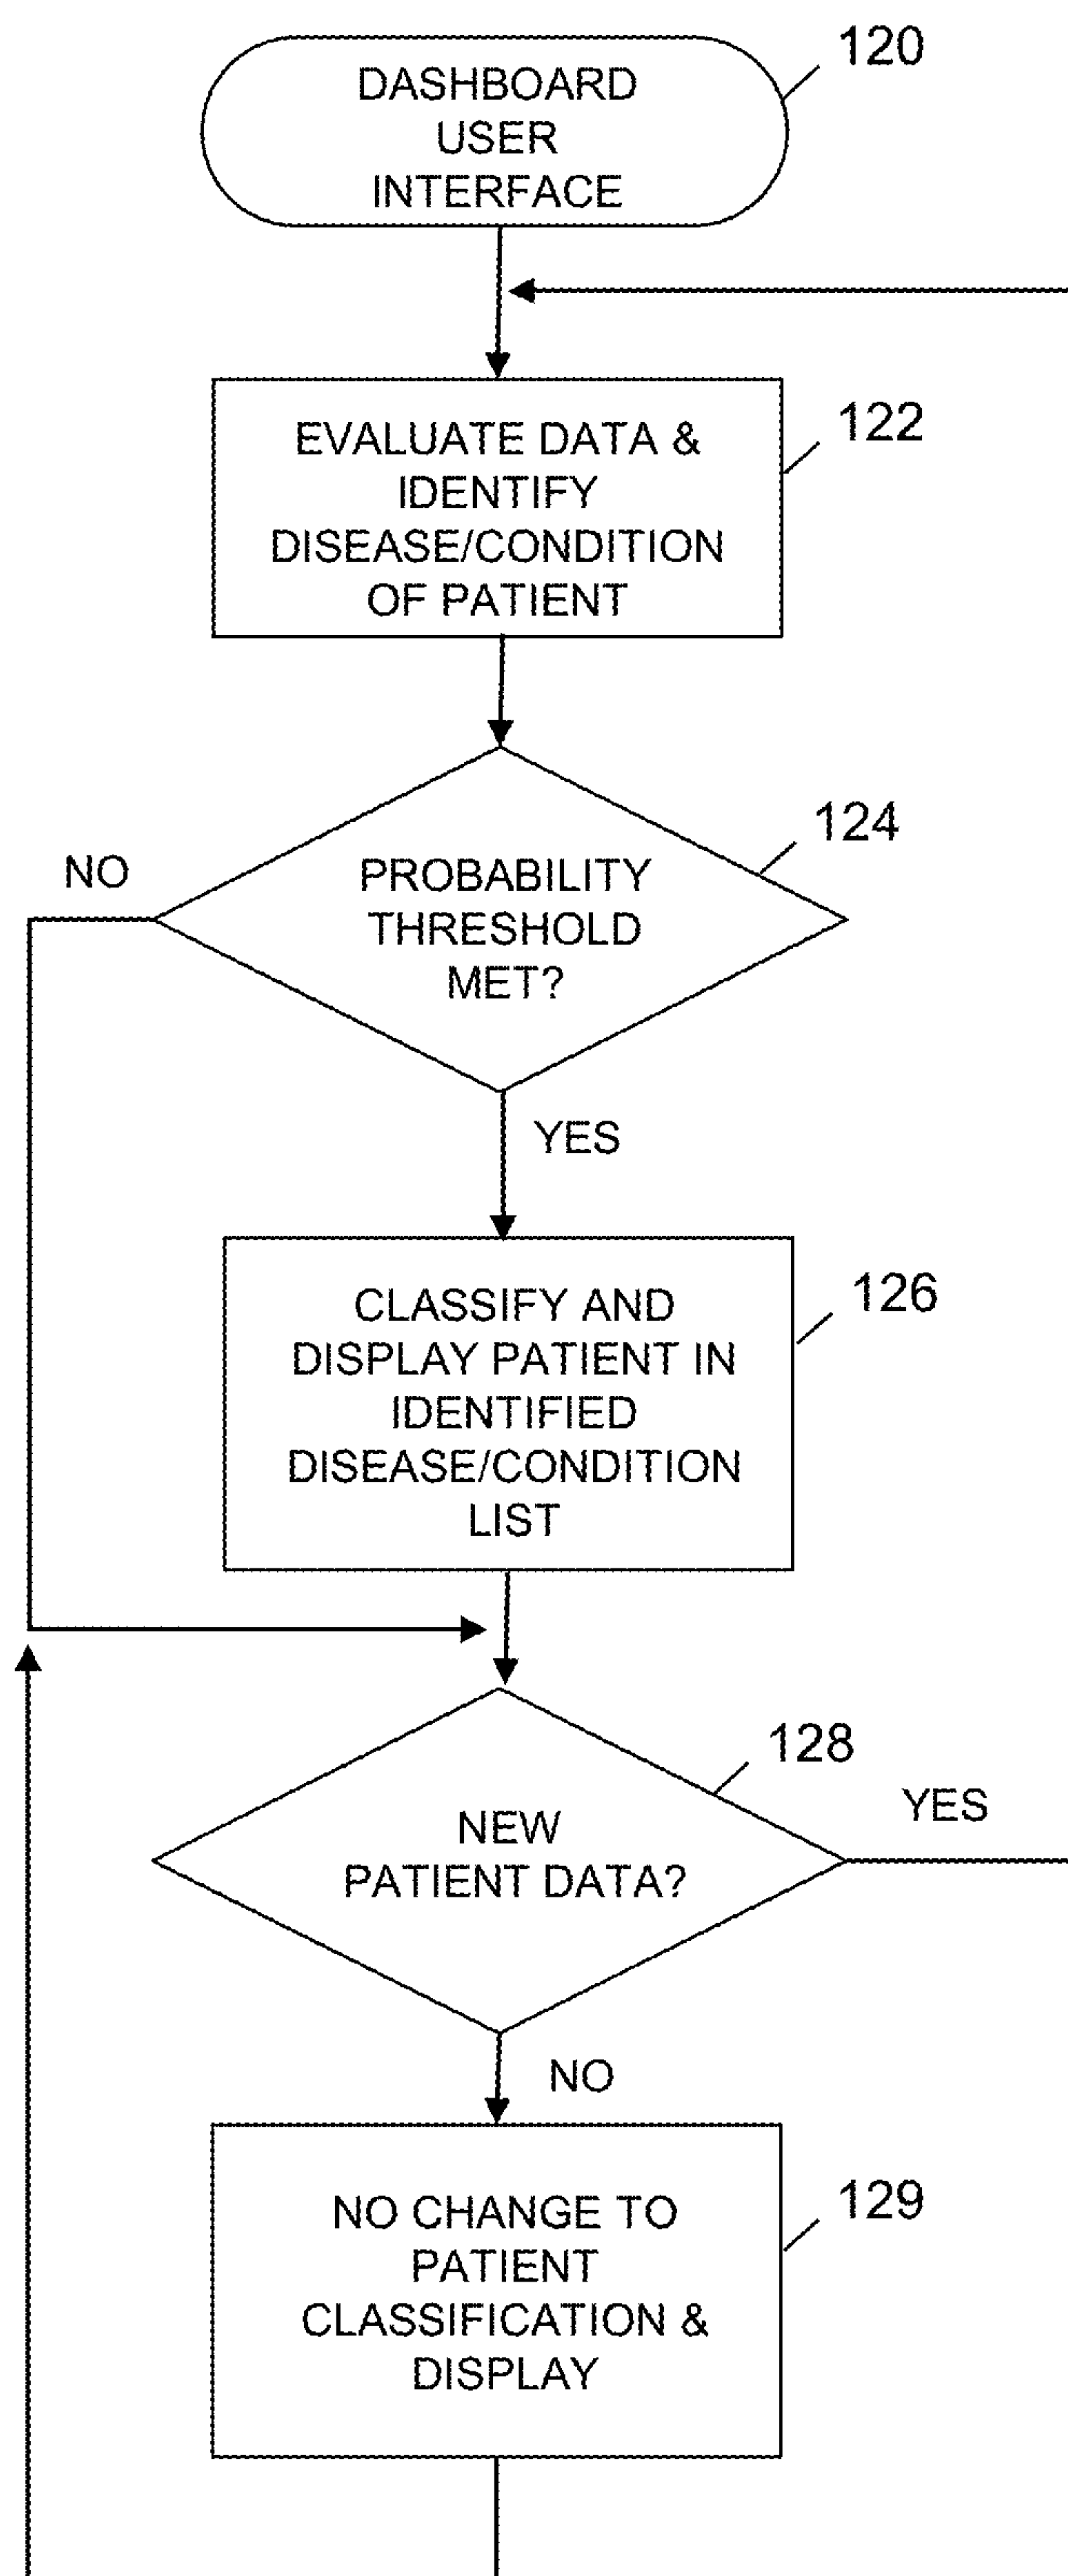 120
DASHBOARD
USER
INTERFACE
122
EVALUATE DATA &
IDENTIFY
DISEASE/CONDITION
OF PATIENT
124
NO
PROBABILITY
THRESHOLD
MET?
YES
126
CLASSIFY AND
DISPLAY PATIENT IN
IDENTIFIED
DISEASE/CONDITION
LIST
128
YES
NEW
PATIENT DATA?
NO
129
NO CHANGE TO
PATIENT
CLASSIFICATION &
DISPLAY